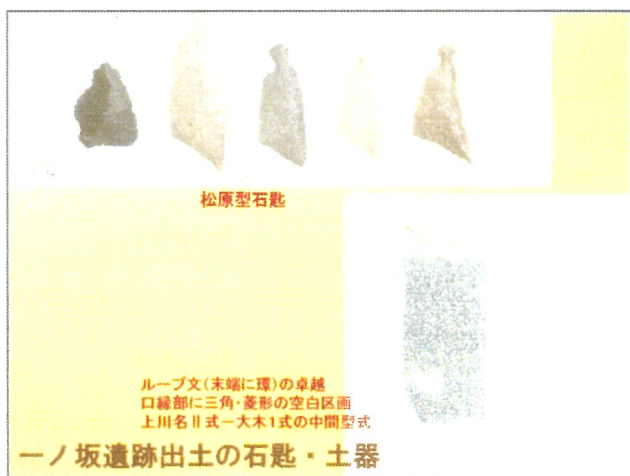 松原型石匙
ループ文(末端に環)の卓越
口縁部に三角・菱形の空白区画
上川名Ⅱ式－大木1式の中間型式
一ノ坂遺跡出土の石匙・土器